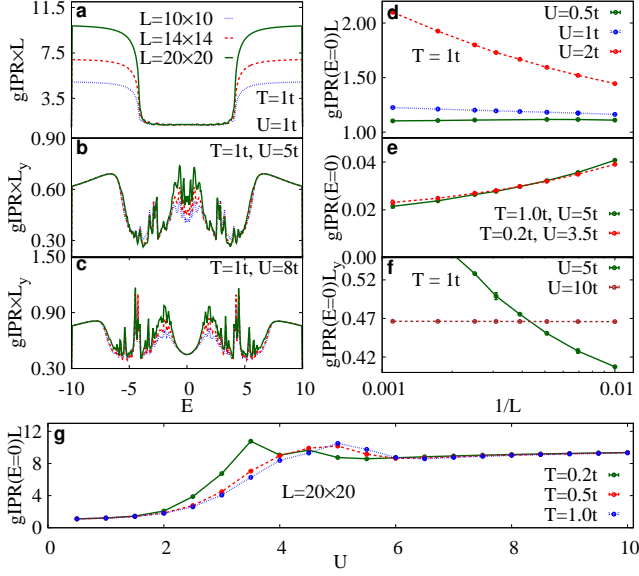 a
L=10×10
L=14×14
L=20×20
T=1t
U=1t
gIPR×L
11.5
7.5
3.5
0.90
b
T=1t, U=5t
gIPR×Ly
0.60
0.30
1.50
c
T=1t, U=8t
gIPR×Ly
0.90
0.30
-10
-5
0
5
10
E
d
U=0.5t
U=1t
U=2t
T = 1t
gIPR(E=0)L
2.00
1.50
1.00
e
T=1.0t, U=5t
T=0.2t, U=3.5t
gIPR(E=0)
0.04
0.02
0.00
f
T = 1t
U=5t
U=10t
gIPR(E=0)Ly
0.52
0.47
0.42
0.001
0.01
1/L
g
gIPR(E=0)L
12
8
4
0
L=20×20
T=0.2t
T=0.5t
T=1.0t
0
2
4
6
8
10
U